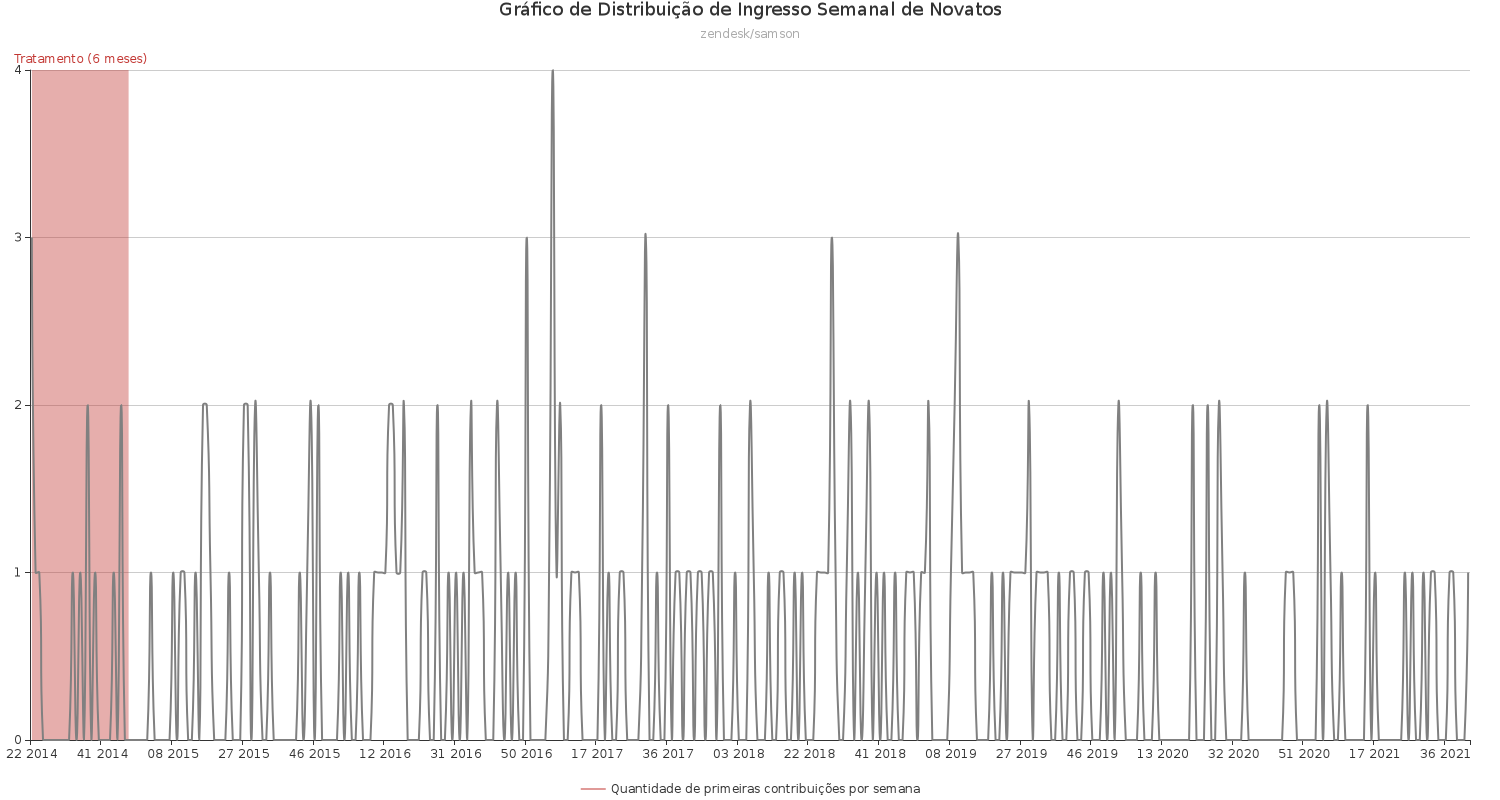 Gráfico de Distribuição de Ingresso Semanal de Novatos
zendesk/samson
Tratamento (6 meses)
4
3
2
1
0
22 2014 41 2014 08 2015 27 2015 46 2015 12 2016 31 2016 50 2016 17 2017 36 2017 03 2018 22 2018 41 2018 08 2019 27 2019 46 2019 13 2020 32 2020 51 2020 17 2021 36 2021
Quantidade de primeiras contribuições por semana